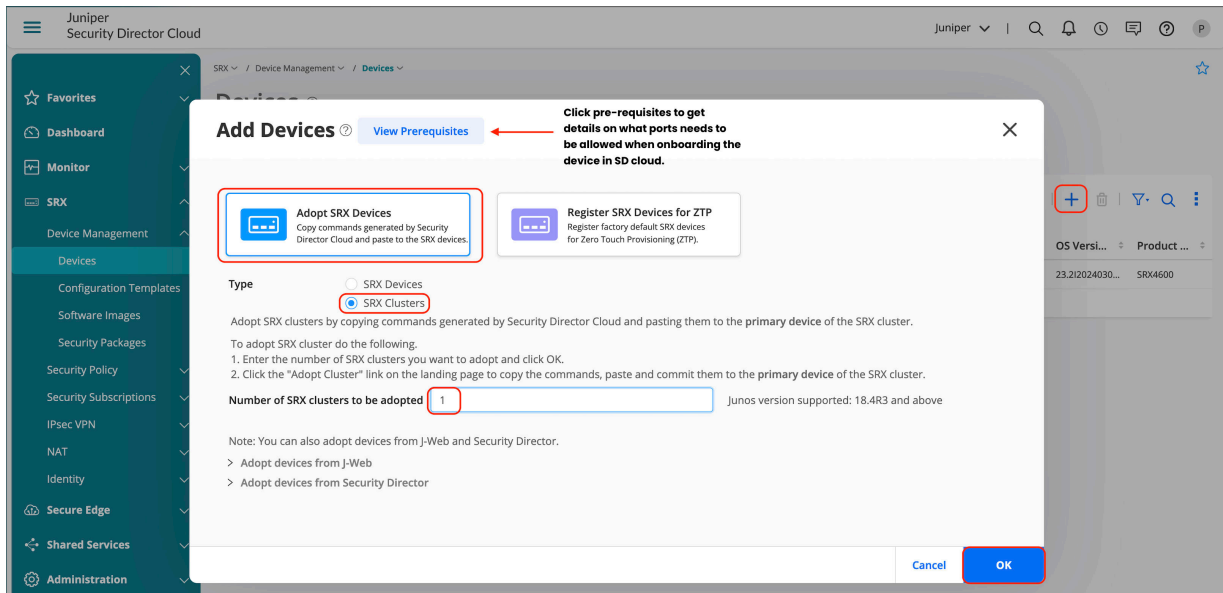 Juniper
Security Director Cloud
Juniper
P
SRX / Device Management / Devices
Favorites
Dashboard
Monitor
SRX
Device Management
Devices
Configuration Templates
Software Images
Security Packages
Security Policy
Security Subscriptions
IPsec VPN
NAT
Identity
Secure Edge
Shared Services
Administration
Devices
Add Devices
View Prerequisites
Click pre-requisites to get
details on what ports needs to
be allowed when onboarding the
device in SD cloud.
Adopt SRX Devices
Copy commands generated by Security
Director Cloud and paste to the SRX devices.
Register SRX Devices for ZTP
Register factory default SRX devices
for Zero Touch Provisioning (ZTP).
Type
SRX Devices
SRX Clusters
Adopt SRX clusters by copying commands generated by Security Director Cloud and pasting them to the primary device of the SRX cluster.
To adopt SRX cluster do the following.
1. Enter the number of SRX clusters you want to adopt and click OK.
2. Click the "Adopt Cluster" link on the landing page to copy the commands, paste and commit them to the primary device of the SRX cluster.
Number of SRX clusters to be adopted 1 Junos version supported: 18.4R3 and above
Note: You can also adopt devices from J-Web and Security Director.
> Adopt devices from J-Web
> Adopt devices from Security Director
Cancel
OK
OS Versi... Product ...
23.2I2024030... SRX4600